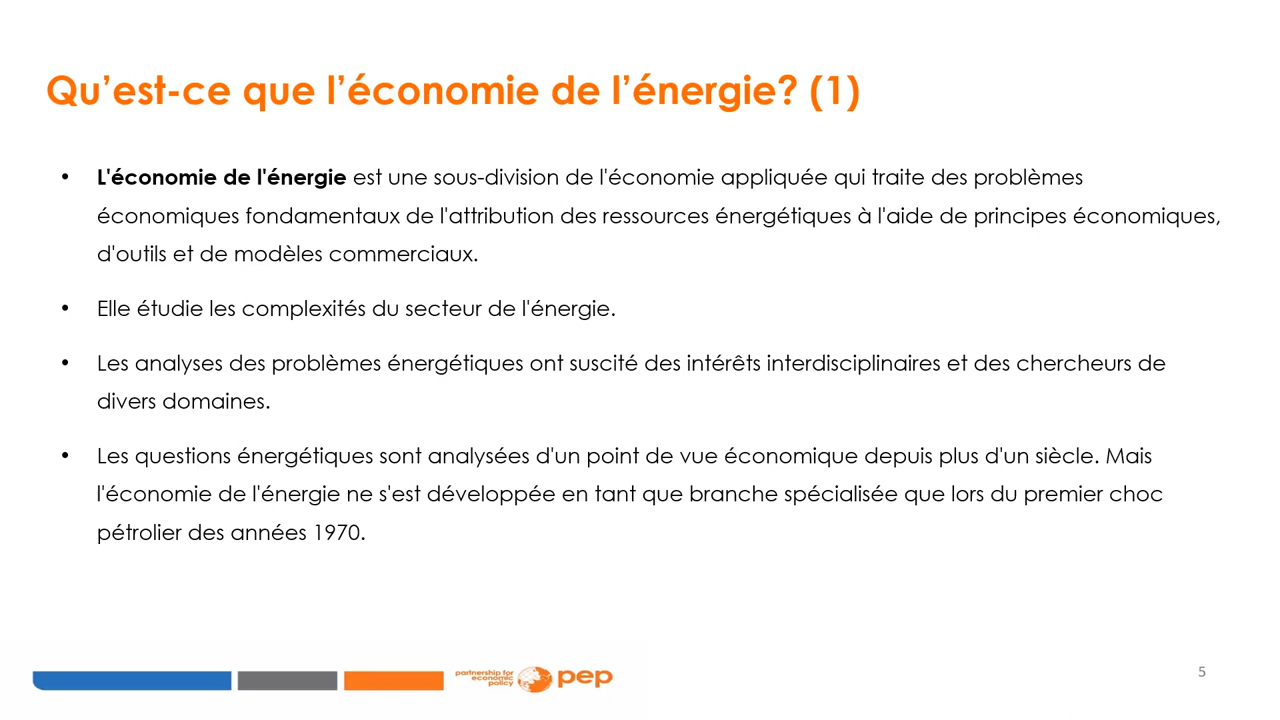 Qu’est-ce que l’économie de l’énergie? (1)
• L'économie de l'énergie est une sous-division de l'économie appliquée qui traite des problèmes
économiques fondamentaux de l'attribution des ressources énergétiques à l'aide de principes économiques,
d'outils et de modèles commerciaux.
• Elle étudie les complexités du secteur de l'énergie.
• Les analyses des problèmes énergétiques ont suscité des intérêts interdisciplinaires et des chercheurs de
divers domaines.
• Les questions énergétiques sont analysées d'un point de vue économique depuis plus d'un siècle. Mais
l'économie de l'énergie ne s'est développée en tant que branche spécialisée que lors du premier choc
pétrolier des années 1970.
partnership for
economic
policy
pep
5